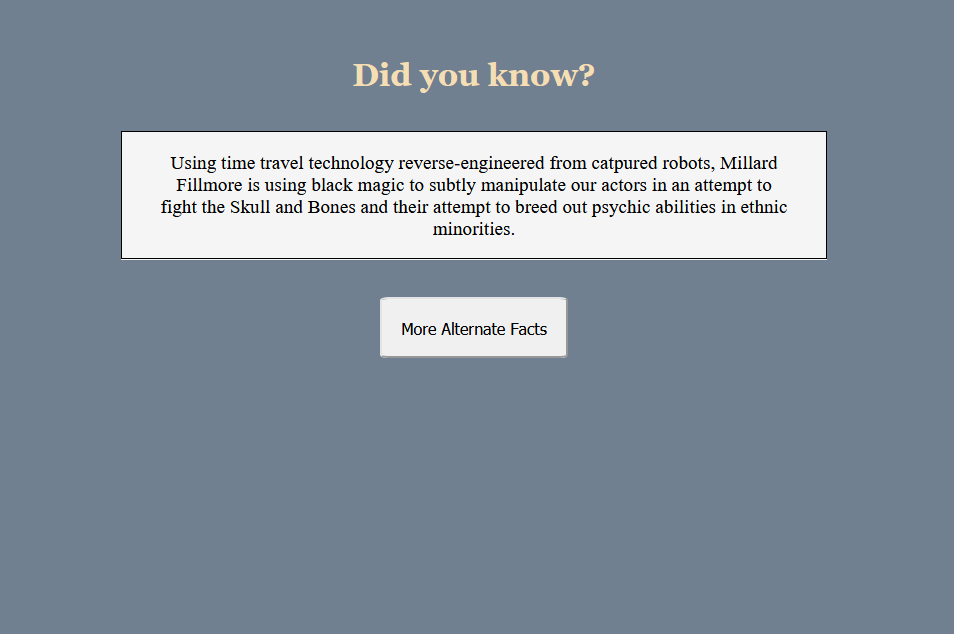 Did you know?
Using time travel technology reverse-engineered from catpured robots, Millard
Fillmore is using black magic to subtly manipulate our actors in an attempt to
fight the Skull and Bones and their attempt to breed out psychic abilities in ethnic
minorities.
More Alternate Facts